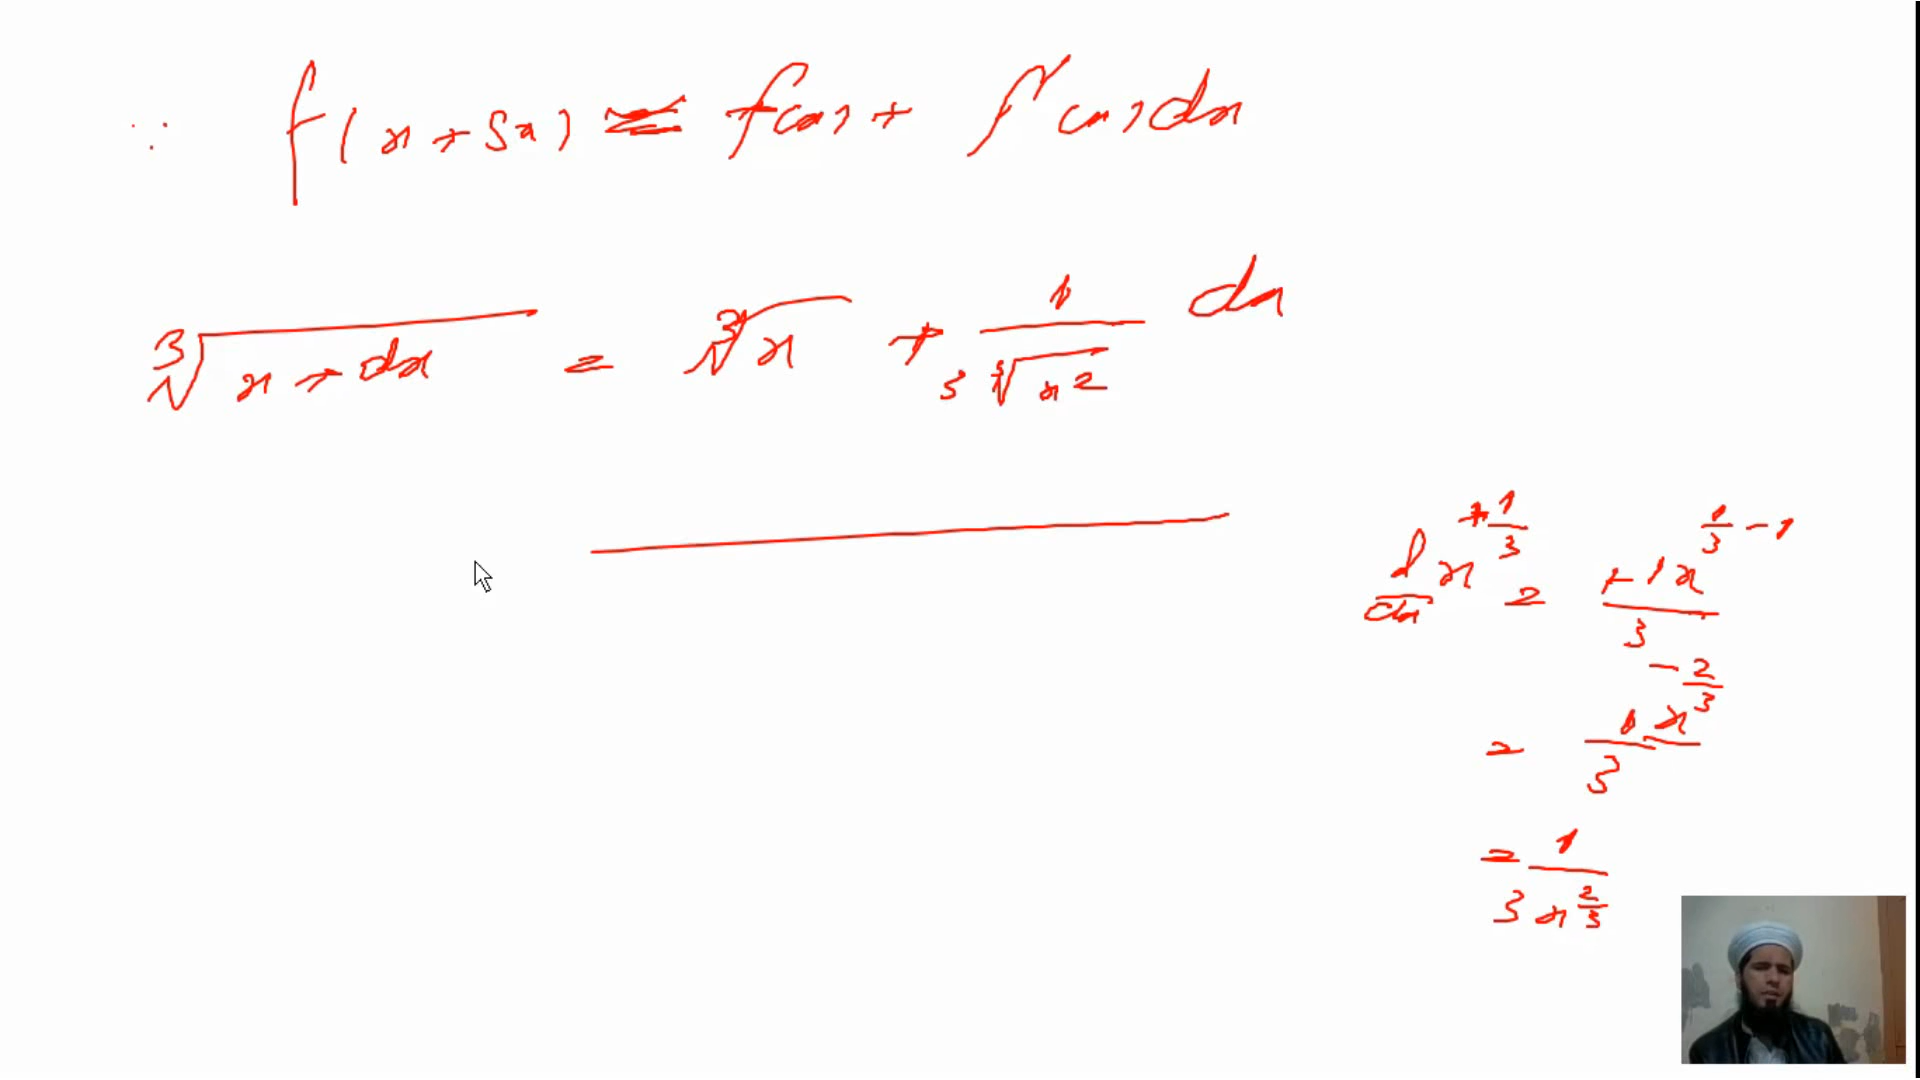 ∵ f(x+δx) ≈ f(x) + f'(x) dx
∛(x+dx) = ∛x + 1/(3∛(x²)) dx
d/dx x^(+1/3) = (+1x^(1/3 - 1))/3
= (1 x^(-2/3))/3
= 1/(3x^(2/3))